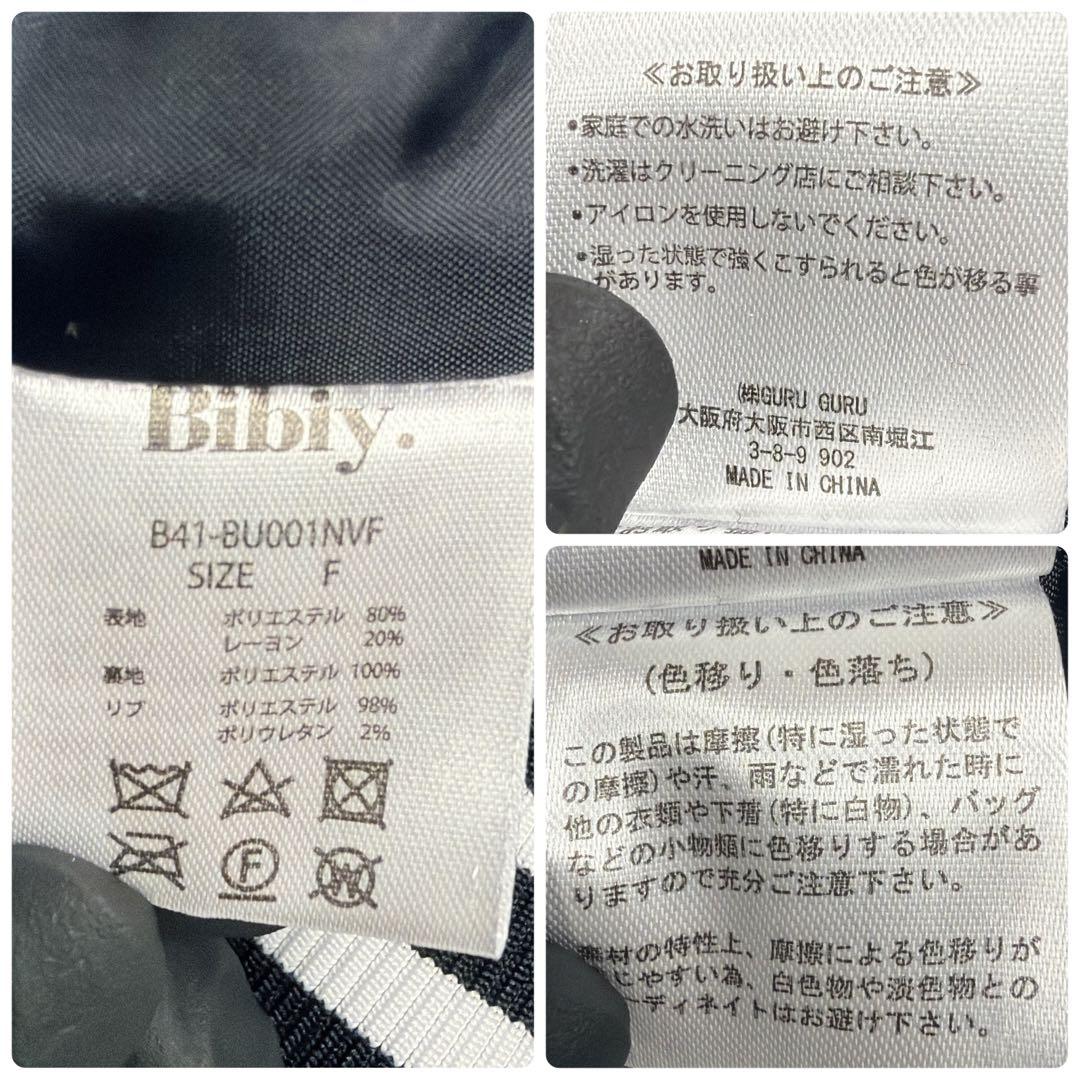 Bibiy.
B41-BU001NVF
SIZE F
表地 ポリエステル 80%
レーヨン 20%
裏地 ポリエステル 100%
リブ ポリエステル 98%
ポリウレタン 2%
F
W
≪お取り扱い上のご注意≫
•家庭での水洗いはお避け下さい。
•洗濯はクリーニング店にご相談下さい。
•アイロンを使用しないでください。
•湿った状態で強くこすられると色が移る事
があります。
㈱GURU GURU
大阪府大阪市西区南堀江
3-8-9 902
MADE IN CHINA
MADE IN CHINA
≪お取り扱い上のご注意≫
(色移り・色落ち)
この製品は摩擦(特に湿った状態で
の摩擦)や汗、雨などで濡れた時に
他の衣類や下着(特に白物)、バッグ
などの小物類に色移りする場合があ
りますので充分ご注意下さい。
素材の特性上、摩擦による色移りが
じやすい為、白色物や淡色物との
ーディネイトはお避け下さい。